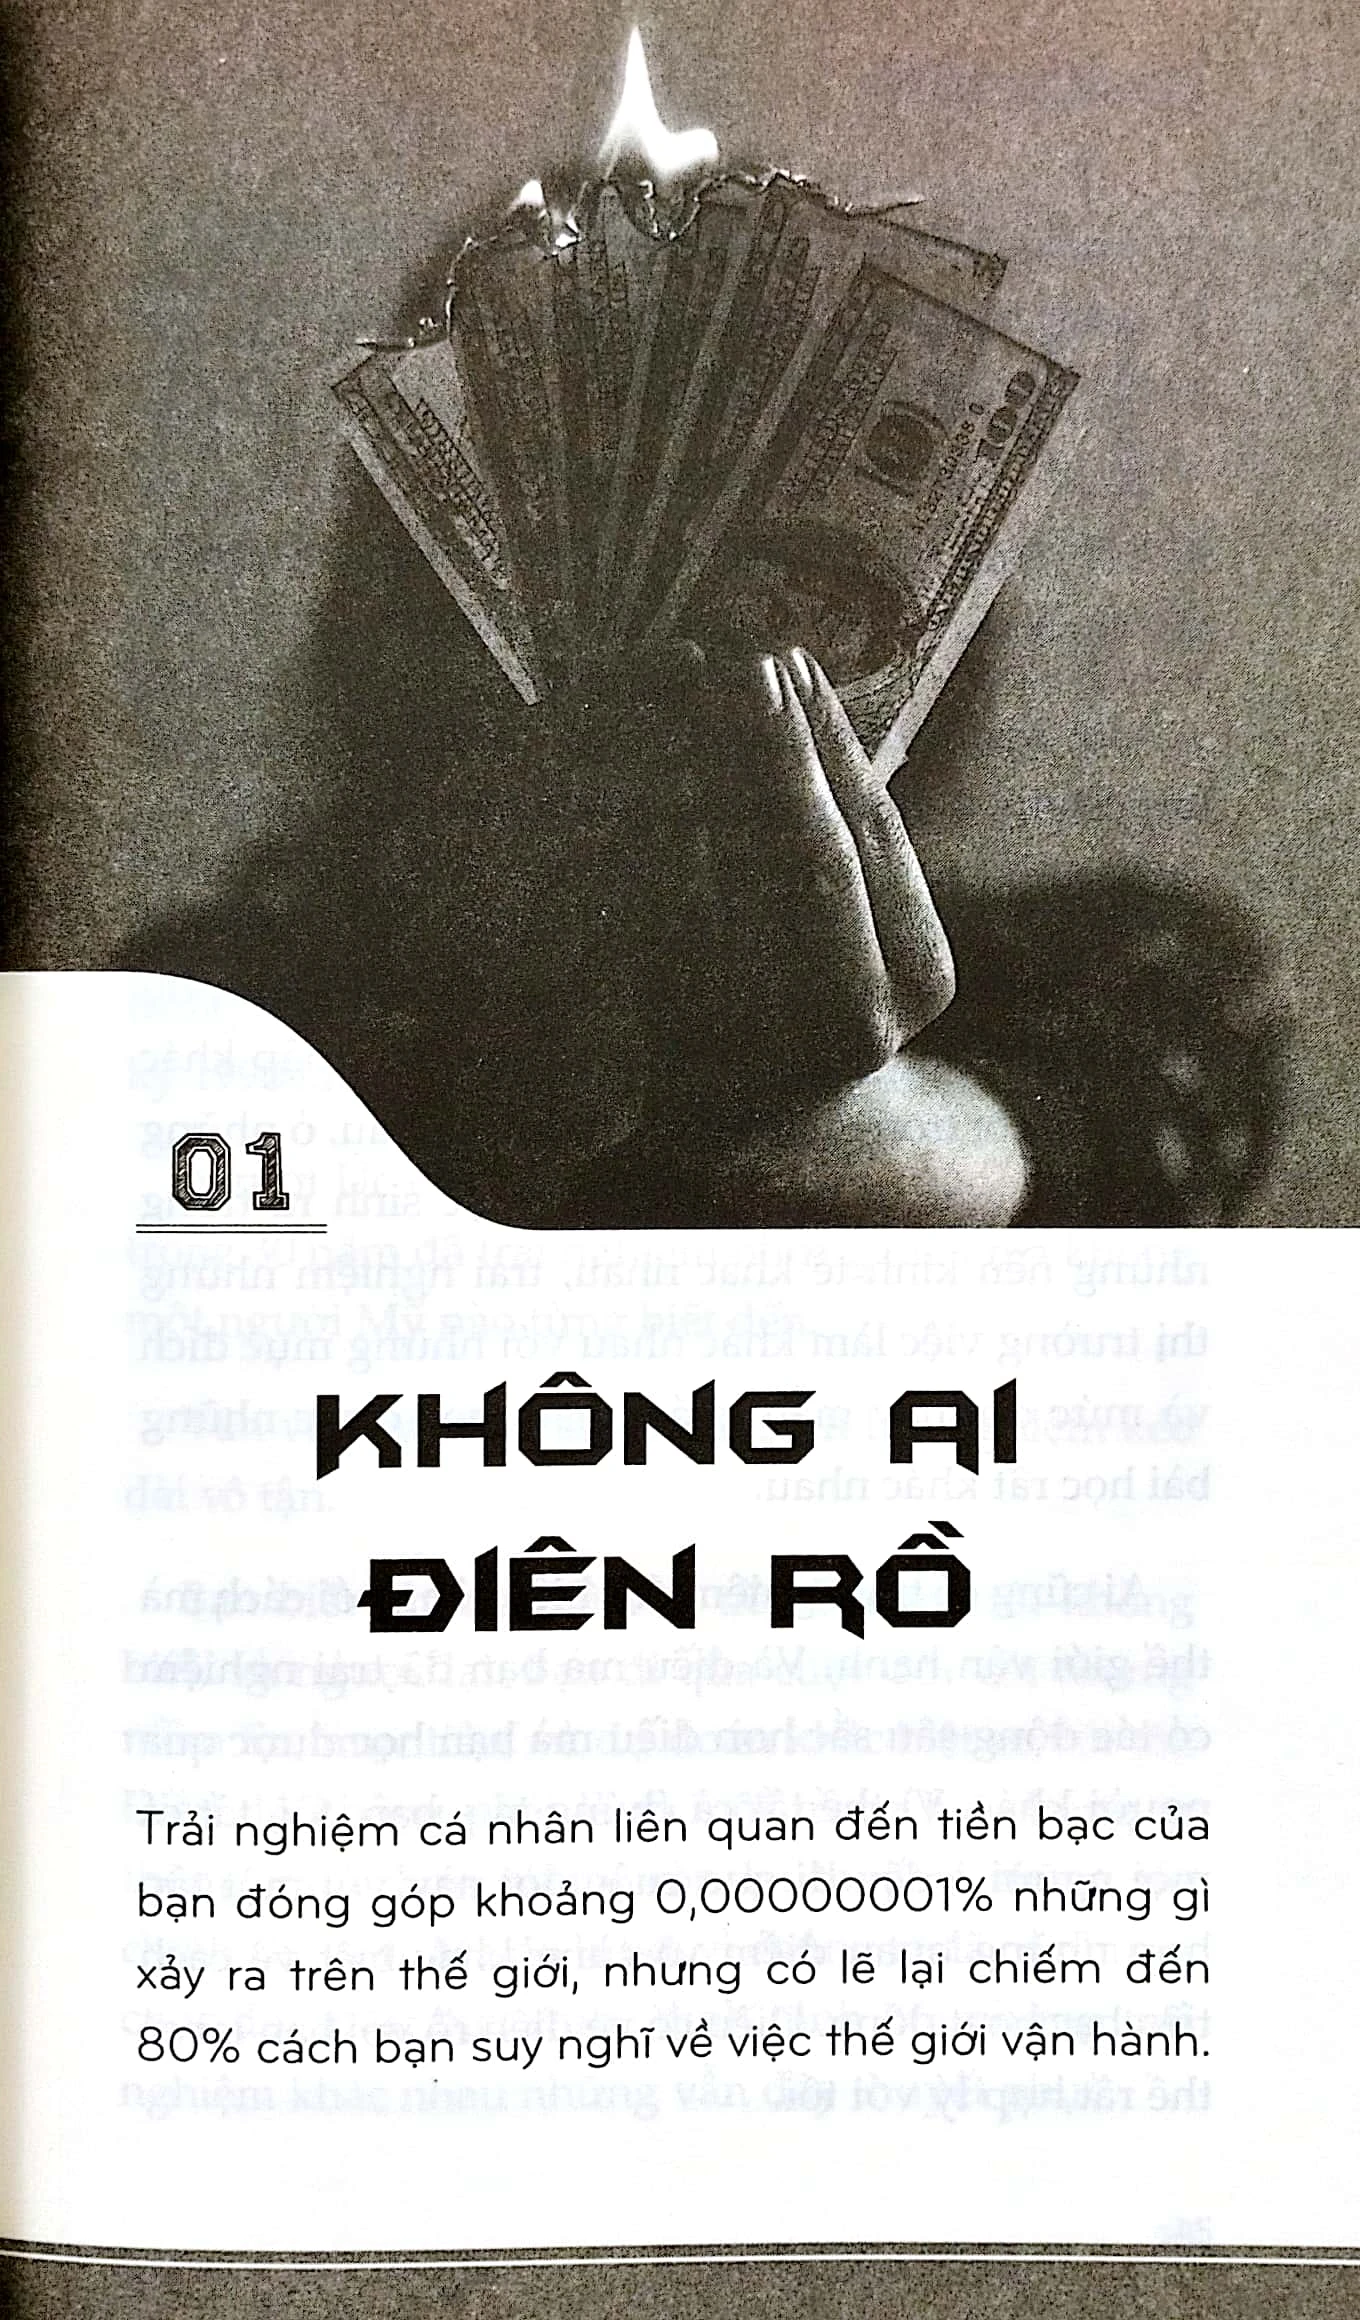 100
01
KHÔNG AI
ĐIÊN RỒ
Trải nghiệm cá nhân liên quan đến tiền bạc của
bạn đóng góp khoảng 0,00000001% những gì
xảy ra trên thế giới, nhưng có lẽ lại chiếm đến
80% cách bạn suy nghĩ về việc thế giới vận hành.